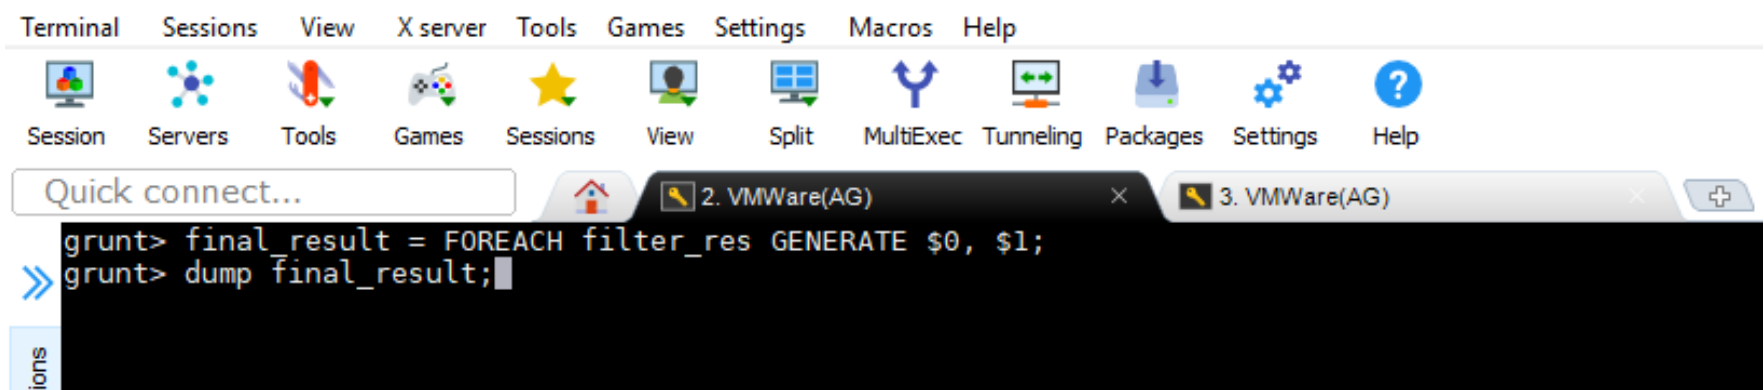 Terminal Sessions View X server Tools Games Settings Macros Help
Session Servers Tools Games Sessions View Split MultiExec Tunneling Packages Settings Help
Quick connect... 2. VMWare(AG) 3. VMWare(AG)
grunt> final_result = FOREACH filter_res GENERATE $0, $1;
grunt> dump final_result;